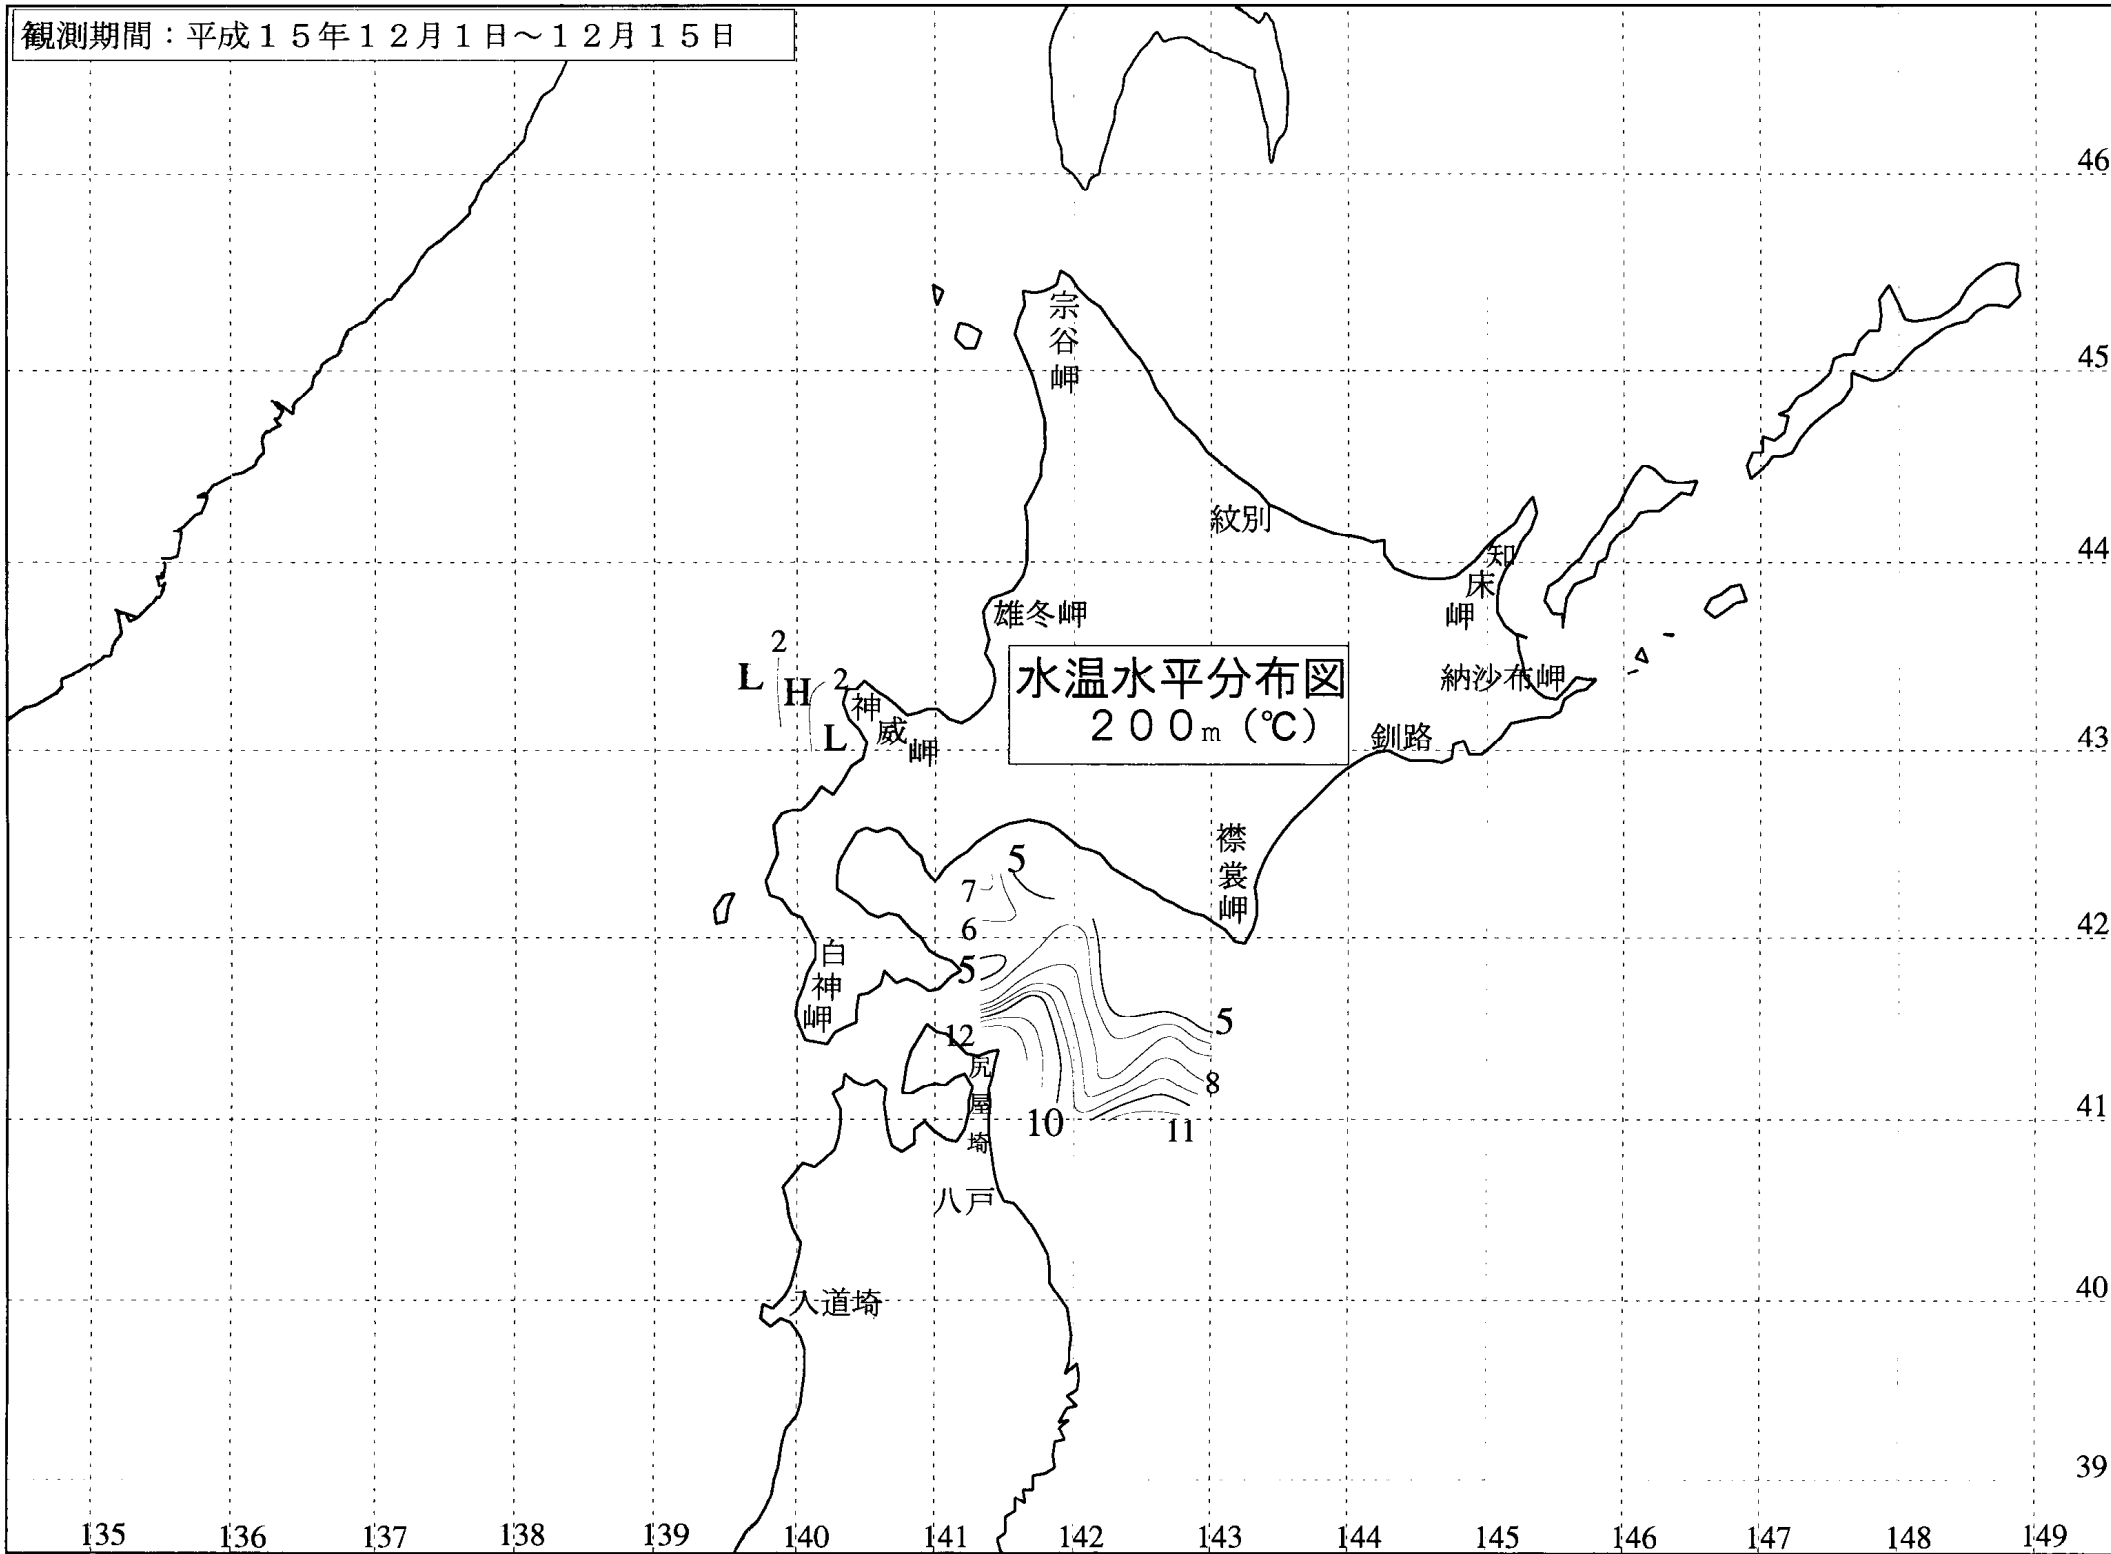 観測期間：平成１５年１２月１日～１２月１５日
46
宗谷岬
45
紋別
44
知床岬
雄冬岬
2
L
H
2
水温水平分布図
納沙布岬
神威岬
２００ｍ（℃）
L
釧路
43
襟裳岬
5
7
6
42
白神岬
5
5
12
尻屋埼
8
41
10
11
八戸
40
入道埼
39
135 136 137 138 139 140 141 142 143 144 145 146 147 148 149